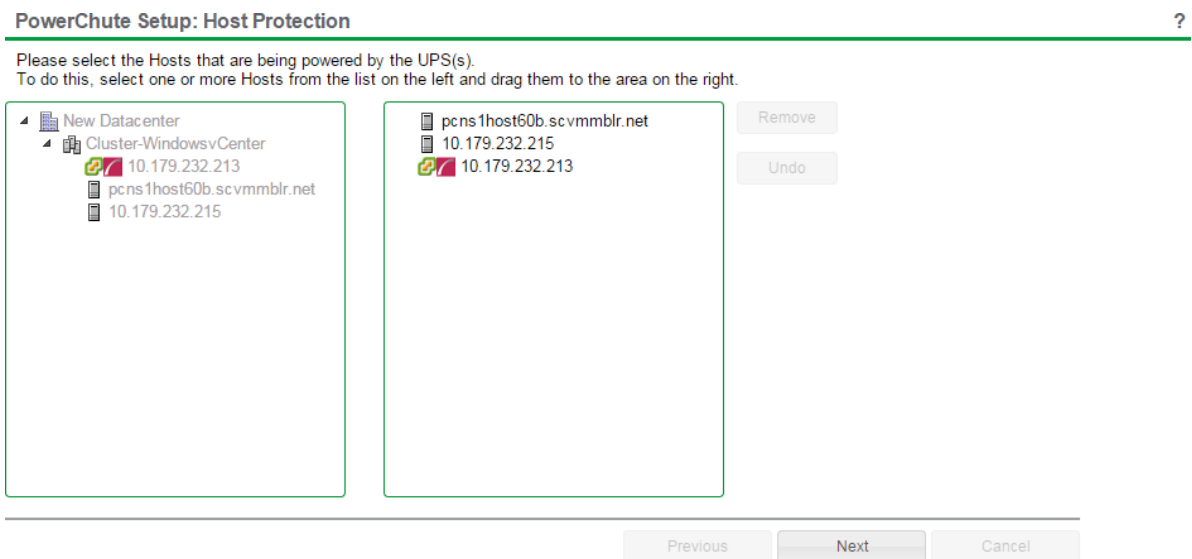 PowerChute Setup: Host Protection
?
Please select the Hosts that are being powered by the UPS(s).
To do this, select one or more Hosts from the list on the left and drag them to the area on the right.
New Datacenter
Cluster-WindowsvCenter
10.179.232.213
pcns1host60b.scvmmblr.net
10.179.232.215
pcns1host60b.scvmmblr.net
10.179.232.215
10.179.232.213
Remove
Undo
Previous
Next
Cancel